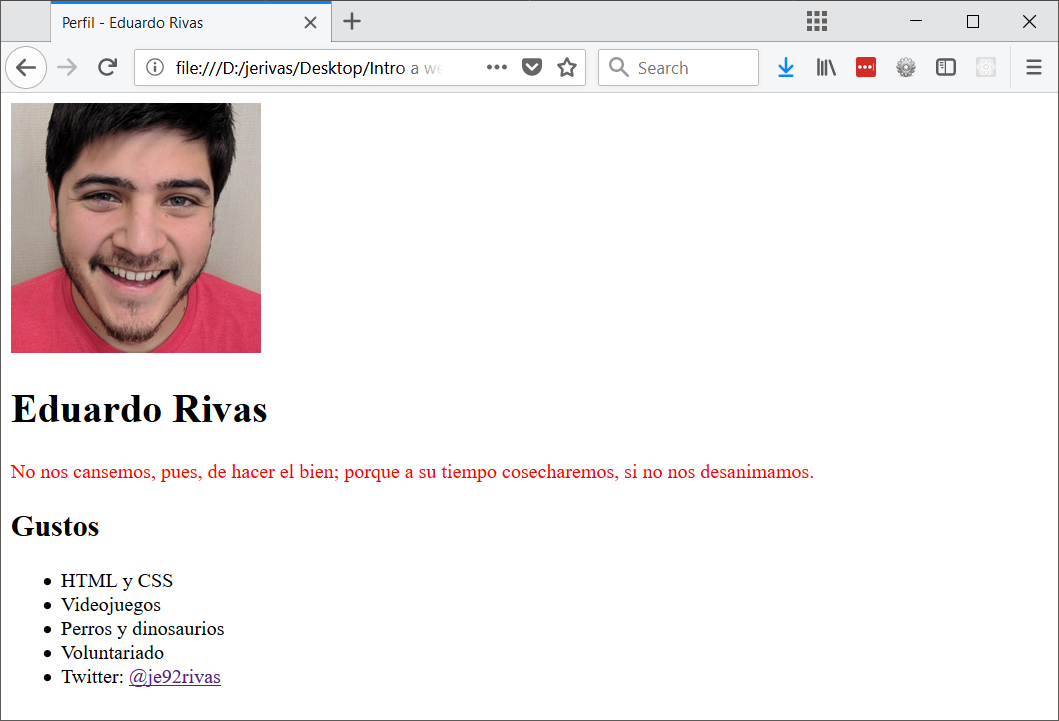 Perfil - Eduardo Rivas
file:///D:/jerivas/Desktop/Intro a we
Search
Eduardo Rivas
No nos cansemos, pues, de hacer el bien; porque a su tiempo cosecharemos, si no nos desanimamos.
Gustos
HTML y CSS
Videojuegos
Perros y dinosaurios
Voluntariado
Twitter: @je92rivas